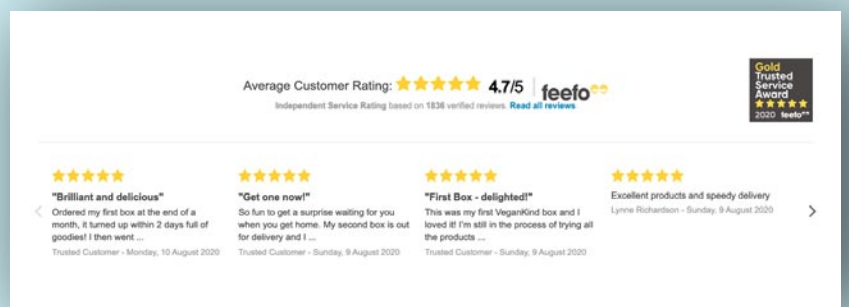 Average Customer Rating: 4.7/5 feefo
Independent Service Rating based on 1836 verified reviews. Read all reviews
Gold
Trusted
Service
Award
2020 feefo
"Brilliant and delicious"
Ordered my first box at the end of a
month, it turned up within 2 days full of
goodies! I then went ...
Trusted Customer - Monday, 10 August 2020
"Get one now!"
So fun to get a surprise waiting for you
when you get home. My second box is out
for delivery and I ...
Trusted Customer - Sunday, 9 August 2020
"First Box - delighted!"
This was my first VeganKind box and I
loved it! I'm still in the process of trying all
the products ...
Trusted Customer - Sunday, 9 August 2020
Excellent products and speedy delivery
Lynne Richardson - Sunday, 9 August 2020